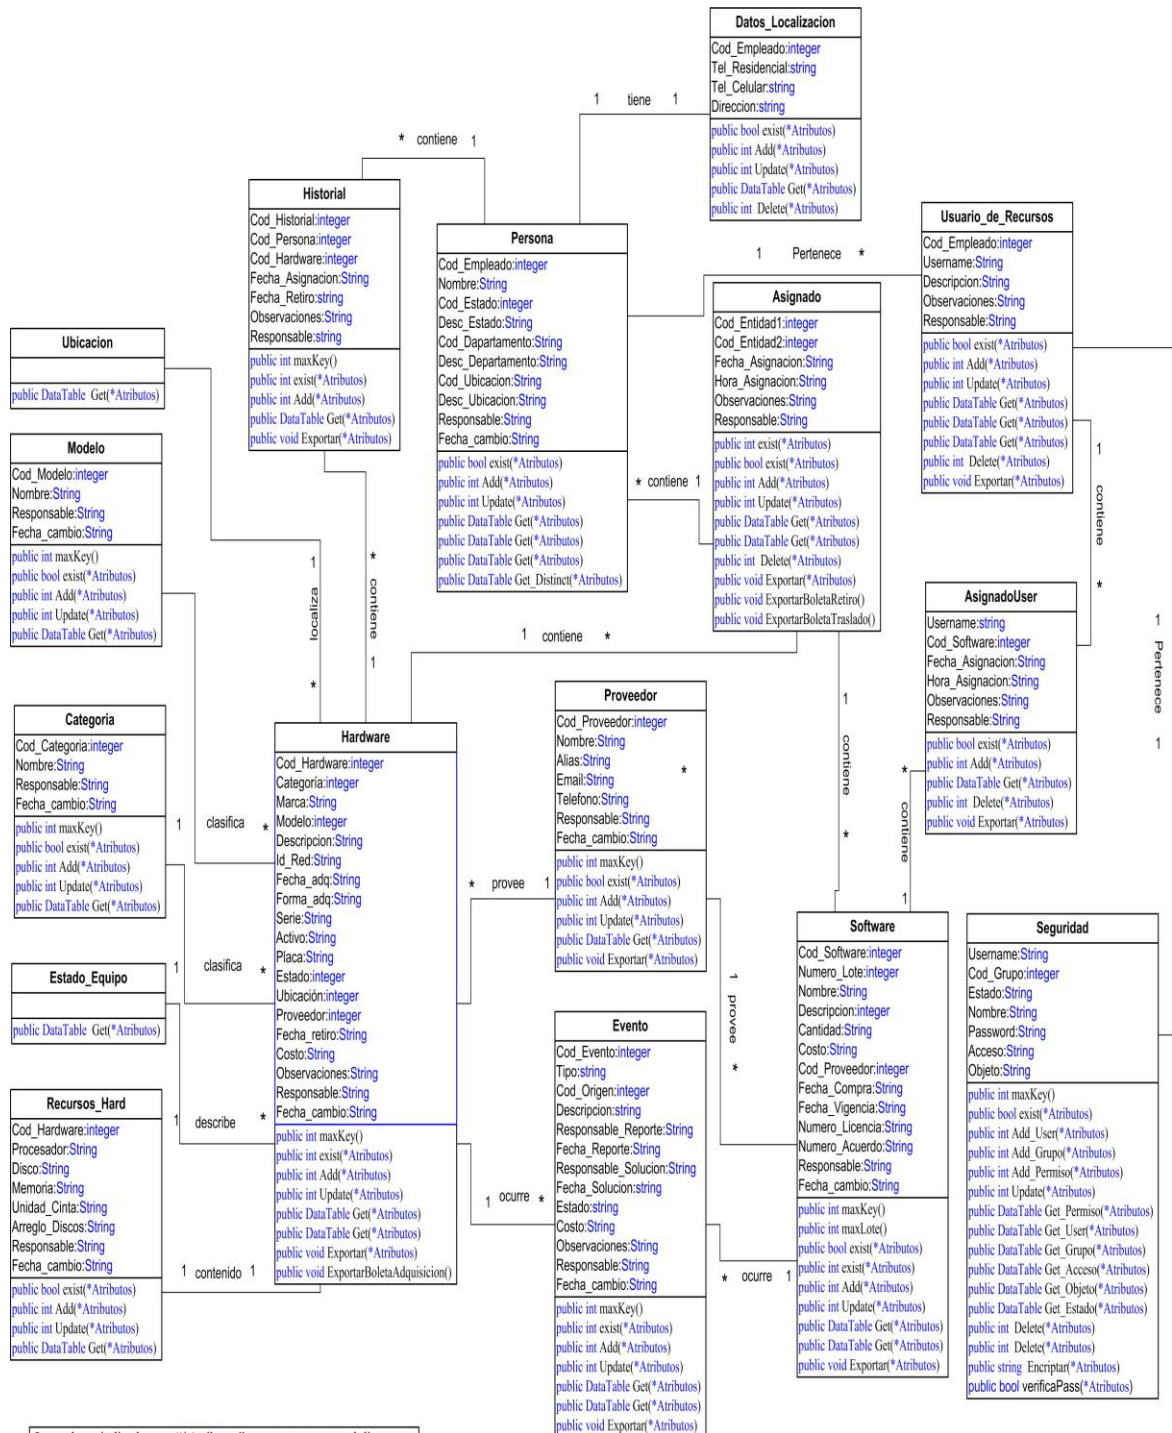 Datos_Localizacion
Cod_Empleado:integer
Tel_Residencial:string
Tel_Celular:string
Direccion:string
public bool exist(*Atributos)
public int Add(*Atributos)
public int Update(*Atributos)
public DataTable Get(*Atributos)
public int Delete(*Atributos)
1 tiene 1
* contiene 1
Historial
Cod_Historial:integer
Cod_Persona:integer
Cod_Hardware:integer
Fecha_Asignacion:String
Fecha_Retiro:string
Observaciones:String
Responsable:string
public int maxKey()
public int exist(*Atributos)
public int Add(*Atributos)
public DataTable Get(*Atributos)
public void Exportar(*Atributos)
Persona
Cod_Empleado:integer
Nombre:String
Cod_Estado:integer
Desc_Estado:String
Cod_Dapartamento:String
Desc_Departamento:String
Cod_Ubicacion:String
Desc_Ubicacion:String
Responsable:String
Fecha_cambio:String
public bool exist(*Atributos)
public int Add(*Atributos)
public int Update(*Atributos)
public DataTable Get(*Atributos)
public DataTable Get(*Atributos)
public DataTable Get(*Atributos)
public DataTable Get_Distinct(*Atributos)
1 Pertenece *
Usuario_de_Recursos
Cod_Empleado:integer
Username:String
Descripcion:String
Observaciones:String
Responsable:String
public bool exist(*Atributos)
public int Add(*Atributos)
public int Update(*Atributos)
public DataTable Get(*Atributos)
public DataTable Get(*Atributos)
public DataTable Get(*Atributos)
public int Delete(*Atributos)
public void Exportar(*Atributos)
Asignado
Cod_Entidad1:integer
Cod_Entidad2:integer
Fecha_Asignacion:String
Hora_Asignacion:String
Observaciones:String
Responsable:String
public int exist(*Atributos)
public bool exist(*Atributos)
public int Add(*Atributos)
public int Update(*Atributos)
public DataTable Get(*Atributos)
public DataTable Get(*Atributos)
public int Delete(*Atributos)
public void Exportar(*Atributos)
public void ExportarBoletaRetiro()
public void ExportarBoletaTraslado()
* contiene 1
Ubicacion
public DataTable Get(*Atributos)
Modelo
Cod_Modelo:integer
Nombre:String
Responsable:String
Fecha_cambio:String
public int maxKey()
public bool exist(*Atributos)
public int Add(*Atributos)
public int Update(*Atributos)
public DataTable Get(*Atributos)
1 localiza *
* contiene 1
1 contiene *
1 contiene *
AsignadoUser
Username:string
Cod_Software:integer
Fecha_Asignacion:String
Hora_Asignacion:String
Observaciones:String
Responsable:String
public bool exist(*Atributos)
public int Add(*Atributos)
public DataTable Get(*Atributos)
public int Delete(*Atributos)
public void Exportar(*Atributos)
1 Pertenece 1
Categoria
Cod_Categoria:integer
Nombre:String
Responsable:String
Fecha_cambio:String
public int maxKey()
public bool exist(*Atributos)
public int Add(*Atributos)
public int Update(*Atributos)
public DataTable Get(*Atributos)
1 clasifica *
1 clasifica *
Hardware
Cod_Hardware:integer
Categoria:integer
Marca:String
Modelo:integer
Descripcion:String
Id_Red:String
Fecha_adq:String
Forma_adq:String
Serie:String
Activo:String
Placa:String
Estado:integer
Ubicación:integer
Proveedor:integer
Fecha_retiro:String
Costo:String
Observaciones:String
Responsable:String
Fecha_cambio:String
public int maxKey()
public int exist(*Atributos)
public int Add(*Atributos)
public int Update(*Atributos)
public DataTable Get(*Atributos)
public DataTable Get(*Atributos)
public void Exportar(*Atributos)
public void ExportarBoletaAdquisicion()
Proveedor
Cod_Proveedor:integer
Nombre:String
Alias:String
Email:String *
Telefono:String
Responsable:String
Fecha_cambio:String
public int maxKey()
public bool exist(*Atributos)
public int Add(*Atributos)
public int Update(*Atributos)
public DataTable Get(*Atributos)
public void Exportar(*Atributos)
* provee 1
1 contiene *
* contiene 1
1 provee *
Estado_Equipo
public DataTable Get(*Atributos)
1 describe *
Recursos_Hard
Cod_Hardware:integer
Procesador:String
Disco:String
Memoria:String
Unidad_Cinta:String
Arreglo_Discos:String
Responsable:String
Fecha_cambio:String
public bool exist(*Atributos)
public int Add(*Atributos)
public int Update(*Atributos)
public DataTable Get(*Atributos)
1 contenido 1
1 ocurre *
Evento
Cod_Evento:integer
Tipo:string
Cod_Origen:integer
Descripcion:string
Responsable_Reporte:String
Fecha_Reporte:String
Responsable_Solucion:String
Fecha_Solucion:string
Estado:string
Costo:String
Observaciones:String
Responsable:String
Fecha_cambio:String
public int maxKey()
public int exist(*Atributos)
public int Add(*Atributos)
public int Update(*Atributos)
public DataTable Get(*Atributos)
public DataTable Get(*Atributos)
public void Exportar(*Atributos)
* ocurre 1
Software
Cod_Software:integer
Numero_Lote:integer
Nombre:String
Descripcion:integer
Cantidad:String
Costo:String
Cod_Proveedor:integer
Fecha_Compra:String
Fecha_Vigencia:String
Numero_Licencia:String
Numero_Acuerdo:String
Responsable:String
Fecha_cambio:String
public int maxKey()
public int maxLote()
public bool exist(*Atributos)
public int exist(*Atributos)
public int Add(*Atributos)
public int Update(*Atributos)
public DataTable Get(*Atributos)
public DataTable Get(*Atributos)
public void Exportar(*Atributos)
Seguridad
Username:String
Cod_Grupo:integer
Estado:String
Nombre:String
Password:String
Acceso:String
Objeto:String
public int maxKey()
public bool exist(*Atributos)
public int Add_User(*Atributos)
public int Add_Grupo(*Atributos)
public int Add_Permiso(*Atributos)
public int Update(*Atributos)
public DataTable Get_Permiso(*Atributos)
public DataTable Get_User(*Atributos)
public DataTable Get_Grupo(*Atributos)
public DataTable Get_Acceso(*Atributos)
public DataTable Get_Objeto(*Atributos)
public DataTable Get_Estado(*Atributos)
public int Delete(*Atributos)
public int Delete(*Atributos)
public string Encriptar(*Atributos)
public bool verificaPass(*Atributos)